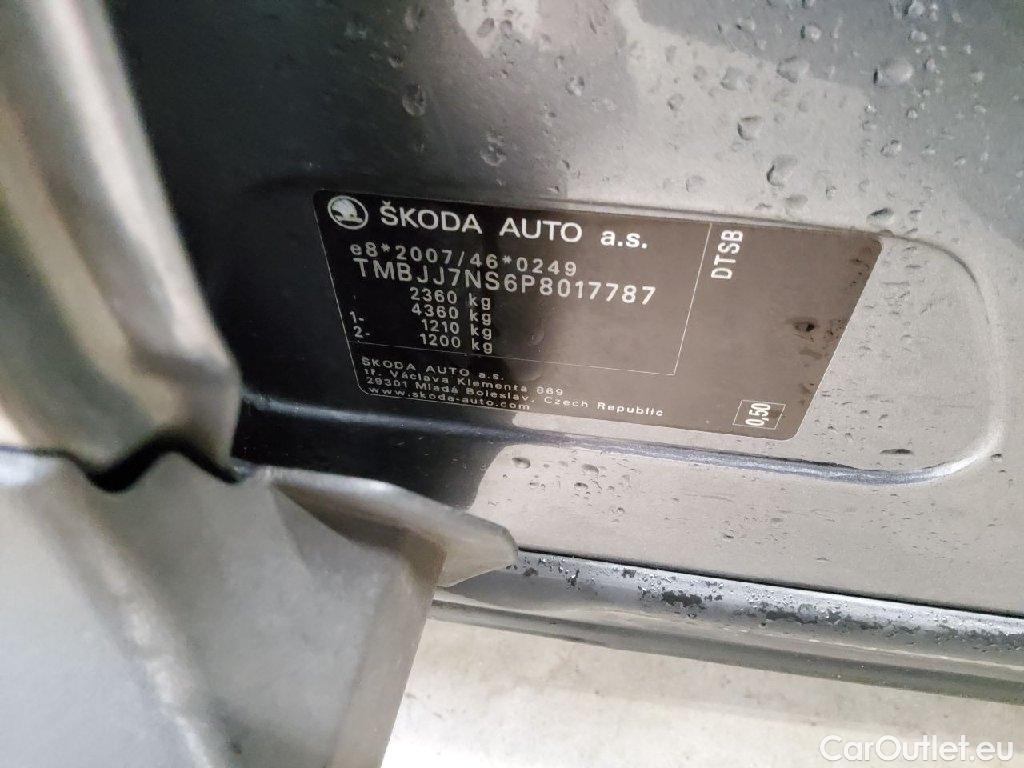 ŠKODA AUTO a.s.
e8*2007/46*0249
TMBJJ7NS6P8017787
2360 kg
4360 kg
1- 1210 kg
2- 1200 kg
ŠKODA AUTO a.s.
tř. Václava Klementa 869
29301 Mladá Boleslav, Czech Republic
www.skoda-auto.com
DTSB
0,50
CarOutlet.eu